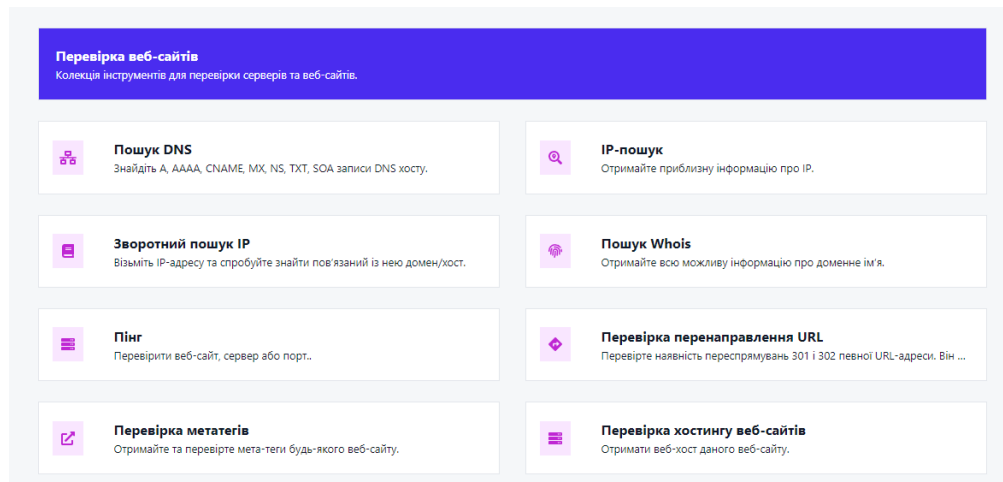 Перевірка веб-сайтів
Колекція інструментів для перевірки серверів та веб-сайтів.
Пошук DNS
Знайдіть A, AAAA, CNAME, MX, NS, TXT, SOA записи DNS хосту.
IP-пошук
Отримайте приблизну інформацію про IP.
Зворотний пошук IP
Візьміть IP-адресу та спробуйте знайти пов'язаний із нею домен/хост.
Пошук Whois
Отримайте всю можливу інформацію про доменне ім'я.
Пінг
Перевірити веб-сайт, сервер або порт..
Перевірка перенаправлення URL
Перевірте наявність переспрямувань 301 і 302 певної URL-адреси. Він ...
Перевірка метатегів
Отримайте та перевірте мета-теги будь-якого веб-сайту.
Перевірка хостингу веб-сайтів
Отримати веб-хост даного веб-сайту.